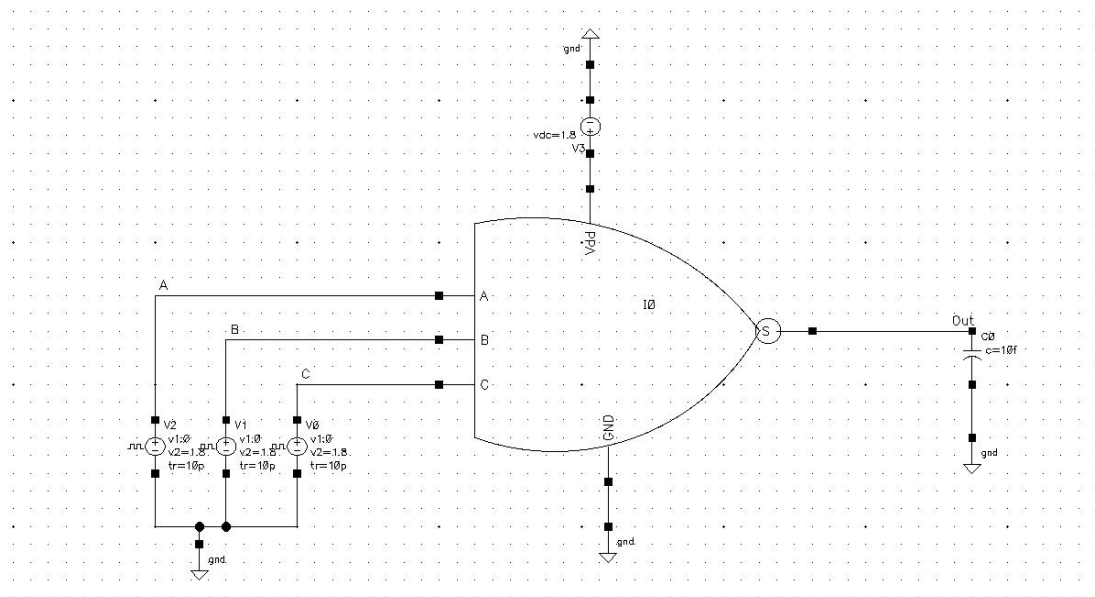 gnd
vdc=1.8
V3
Vdd
A
A
I0
B
B
S
Out
C0
c=10f
C
C
V2
v1:0
v2=1.8
tr=10p
V1
v1:0
v2=1.8
tr=10p
V0
v1:0
v2=1.8
tr=10p
GND
gnd
gnd
gnd